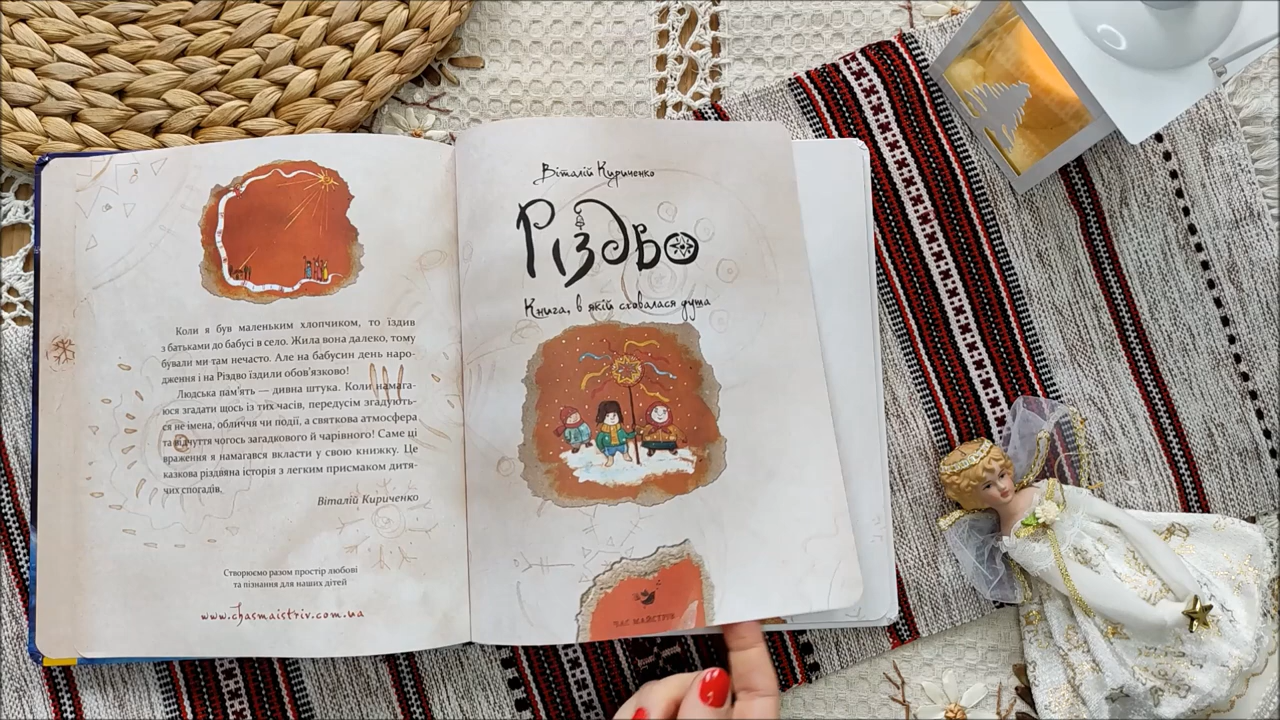 Коли я був маленьким хлопчиком, то їздив
з батьками до бабусі в село. Жила вона далеко, тому
бували ми там нечасто. Але на бабусин день наро-
дження і на Різдво їздили обов'язково!
Людська пам'ять — дивна штука. Коли намага-
юся згадати щось із тих часів, передусім згадують-
ся не імена, обличчя чи події, а святкова атмосфера
та відчуття чогось загадкового й чарівного! Саме ці
враження я намагався вкласти у свою книжку. Це
казкова різдвяна історія з легким присмаком дитя-
чих спогадів.
Віталій Кириченко
Створюємо разом простір любові
та пізнання для наших дітей
www.chasmaistriv.com.ua
Віталій Кириченко
Різдво
Книга, в якій сховалася душа
ЧАС МАЙСТРІВ